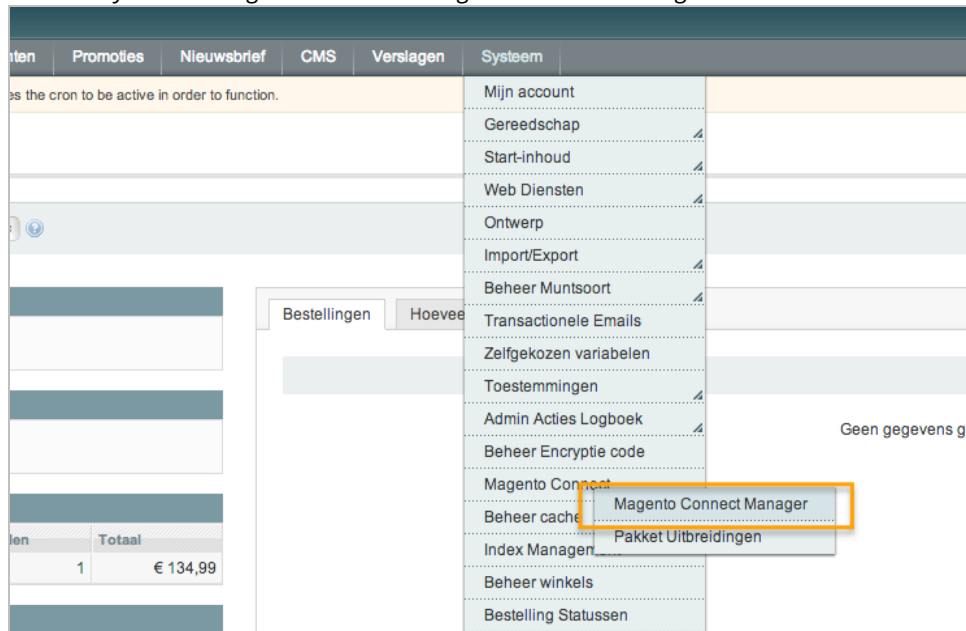 Promoties Nieuwsbrief CMS Verslagen Systeem
es the cron to be active in order to function.
Mijn account
Gereedschap
Start-inhoud
Web Diensten
Ontwerp
Import/Export
Beheer Muntsoort
Bestellingen Hoevee
Transactionele Emails
Zelfgekozen variabelen
Toestemmingen
Admin Acties Logboek
Geen gegevens g
Beheer Encryptie code
Magento Connect
Magento Connect Manager
Beheer cache
Pakket Uitbreidingen
Index Management
len Totaal
1 € 134,99
Beheer winkels
Bestelling Statussen